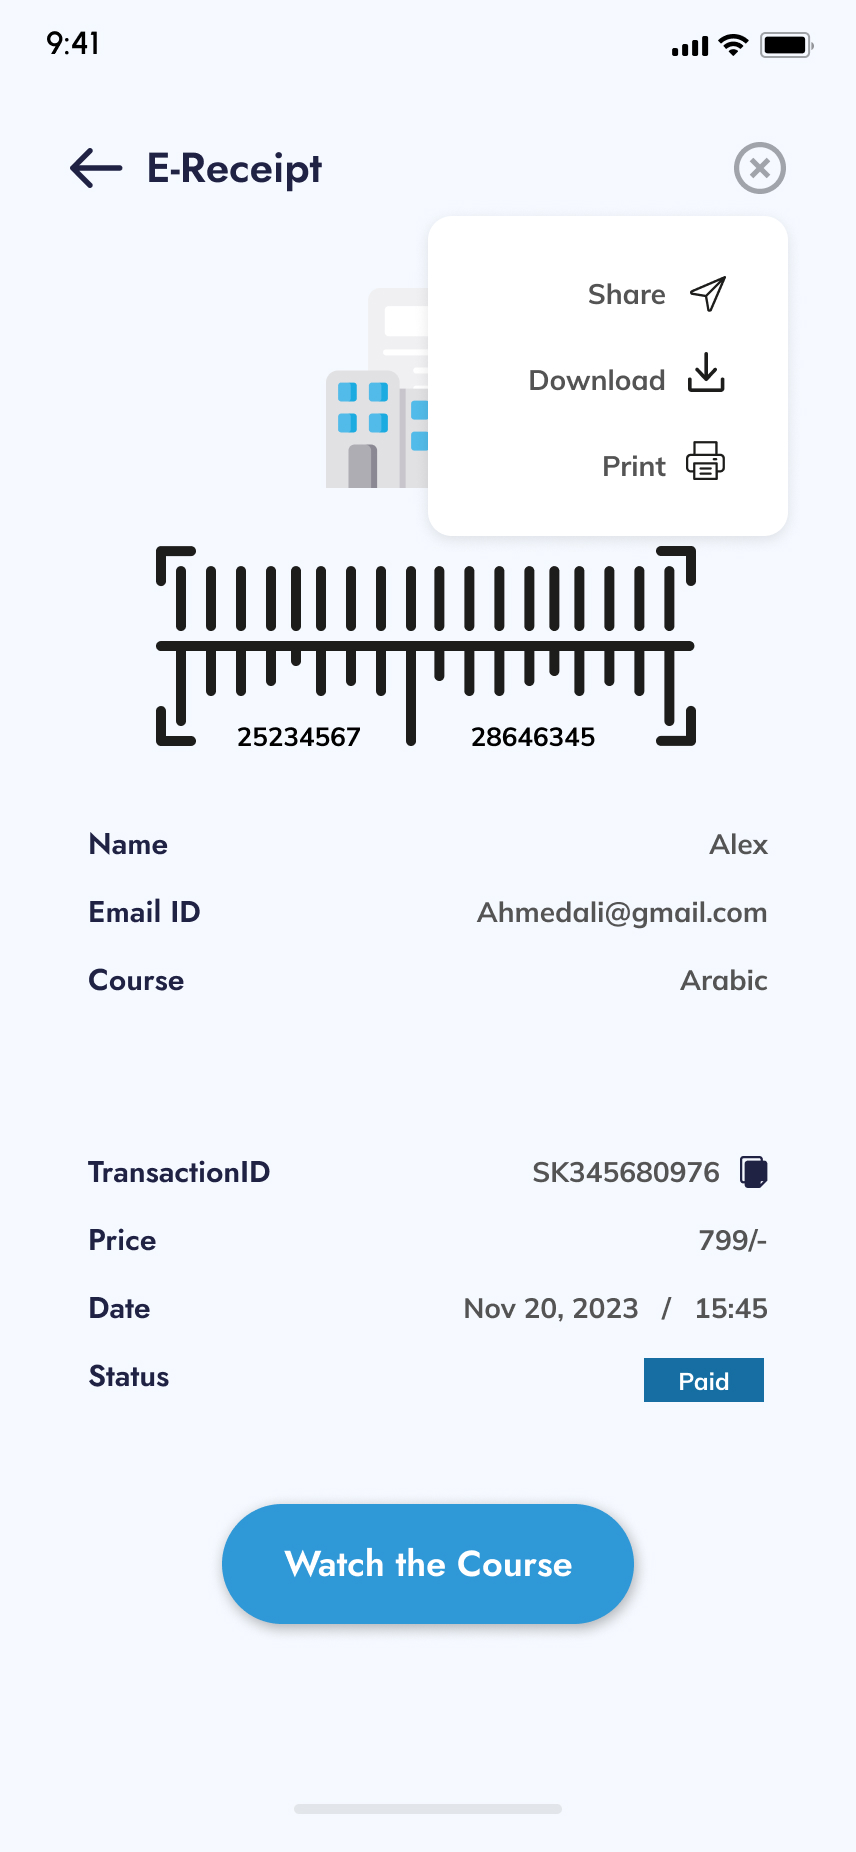 9:41
E-Receipt
Share
Download
Print
25234567 28646345
Name Alex
Email ID Ahmedali@gmail.com
Course Arabic
TransactionID SK345680976
Price 799/-
Date Nov 20, 2023 / 15:45
Status Paid
Watch the Course